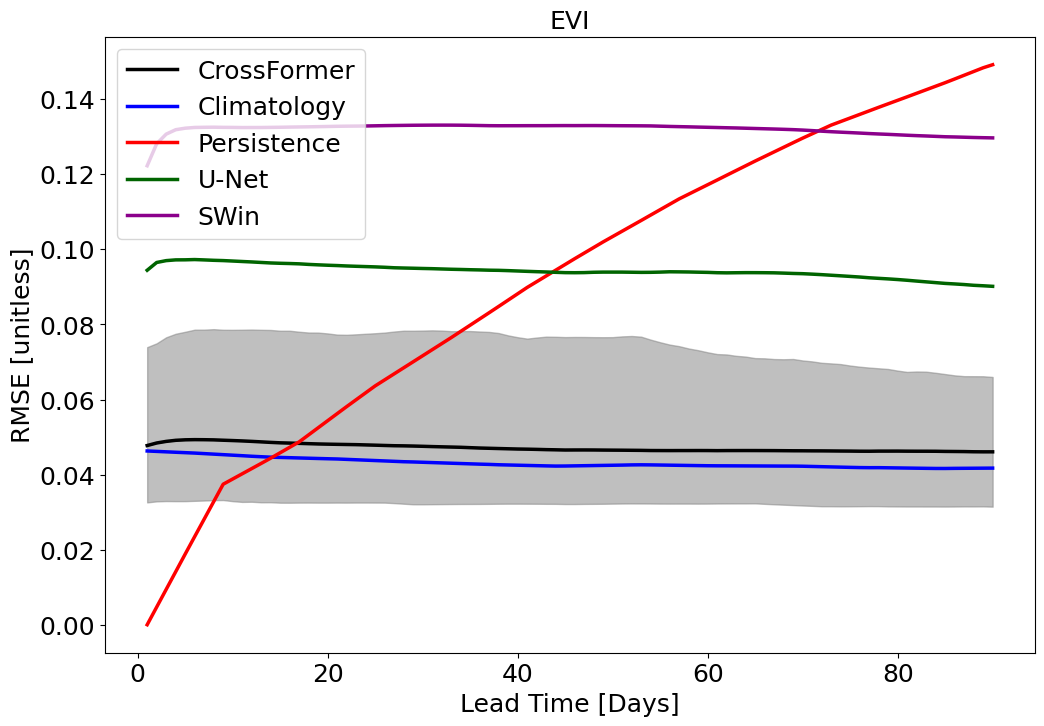 EVI
CrossFormer
Climatology
Persistence
U-Net
SWin
RMSE [unitless]
0.14
0.12
0.10
0.08
0.06
0.04
0.02
0.00
0 20 40 60 80
Lead Time [Days]